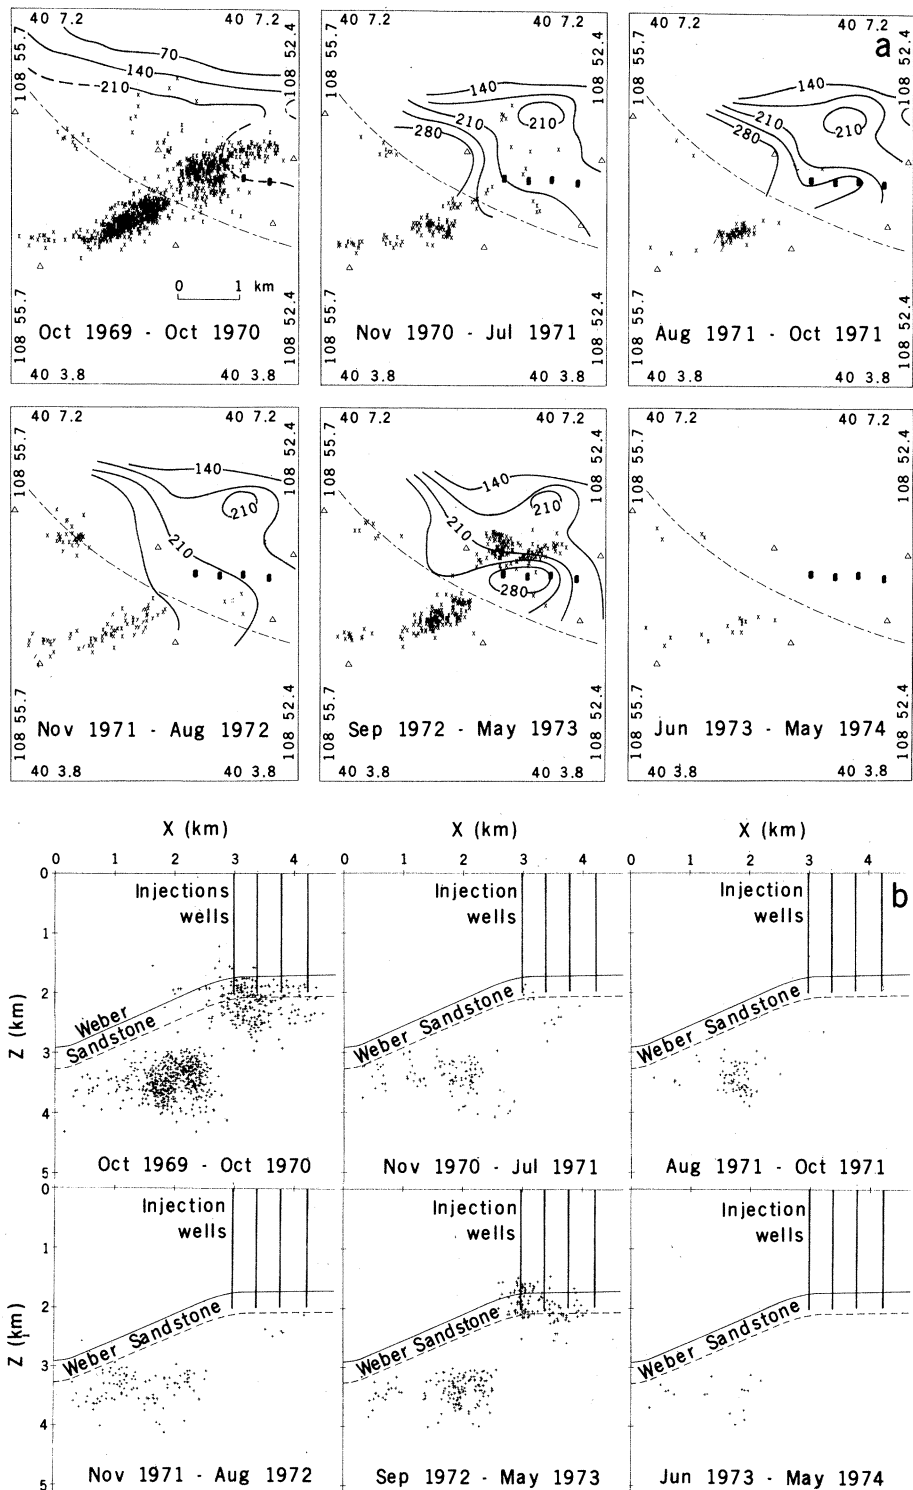 40 7.2 40 7.2
108 55.7
108 52.4
70
140
210
0 1 km
Oct 1969 - Oct 1970
108 55.7
108 52.4
40 3.8 40 3.8
40 7.2 40 7.2
108 55.7
108 52.4
140
210
210
280
Nov 1970 - Jul 1971
108 55.7
108 52.4
40 3.8 40 3.8
40 7.2 40 7.2
a
108 55.7
108 52.4
140
210
210
280
Aug 1971 - Oct 1971
108 55.7
108 52.4
40 3.8 40 3.8
40 7.2 40 7.2
108 55.7
108 52.4
140
210
210
Nov 1971 - Aug 1972
108 55.7
108 52.4
40 3.8 40 3.8
40 7.2 40 7.2
108 55.7
108 52.4
140
210
210
280
Sep 1972 - May 1973
108 55.7
108 52.4
40 3.8 40 3.8
40 7.2 40 7.2
108 55.7
108 52.4
Jun 1973 - May 1974
108 55.7
108 52.4
40 3.8 40 3.8
X (km)
0 1 2 3 4
0
1
2
3
4
5
Z (km)
Injections
wells
Weber
Sandstone
Oct 1969 - Oct 1970
X (km)
0 1 2 3 4
Injection
wells
Weber Sandstone
Nov 1970 - Jul 1971
X (km)
0 1 2 3 4
b
Injection
wells
Weber Sandstone
Aug 1971 - Oct 1971
0
1
2
3
4
5
Z (km)
Injection
wells
Weber Sandstone
Nov 1971 - Aug 1972
Injection
wells
Weber Sandstone
Sep 1972 - May 1973
Injection
wells
Weber Sandstone
Jun 1973 - May 1974